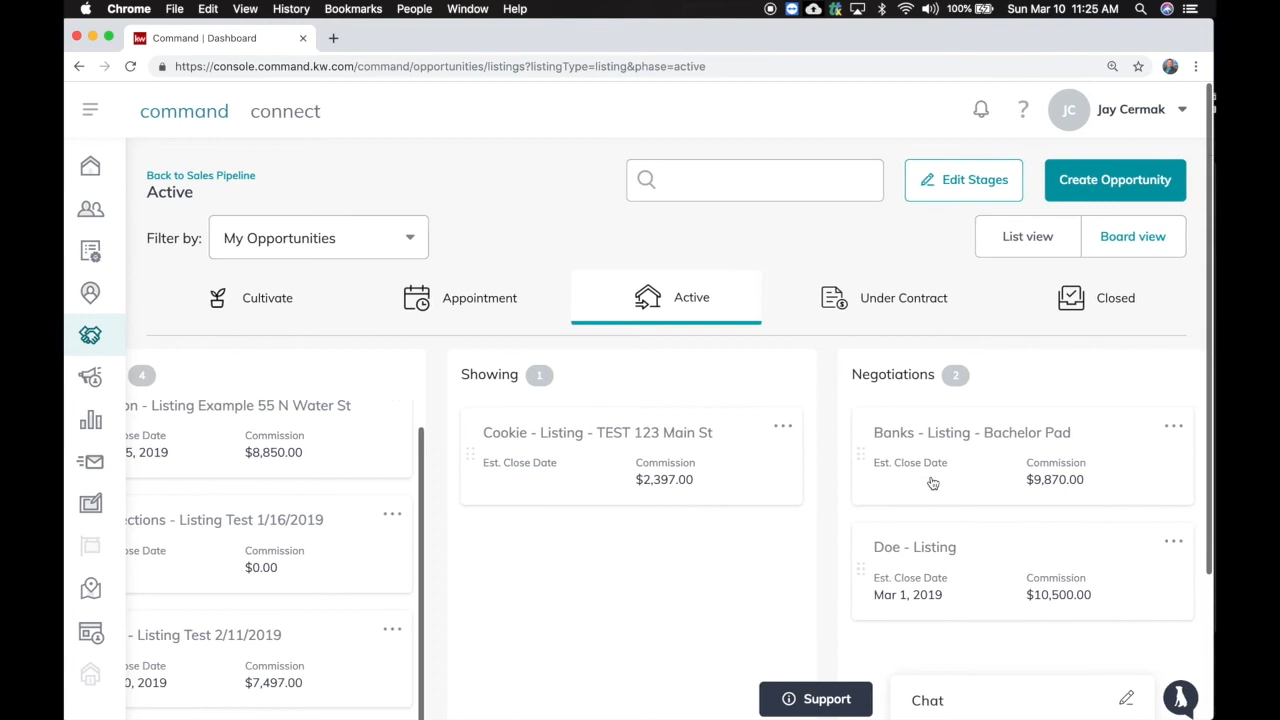 Chrome File Edit View History Bookmarks People Window Help 100% Sun Mar 10 11:25 AM
kw Command | Dashboard
https://console.command.kw.com/command/opportunities/listings?listingType=listing&phase=active
command connect ? JC Jay Cermak
Back to Sales Pipeline
Active
Edit Stages Create Opportunity
Filter by: My Opportunities List view Board view
Cultivate Appointment Active Under Contract Closed
4 Showing 1 Negotiations 2
on - Listing Example 55 N Water St
se Date Commission
5, 2019 $8,850.00
Cookie - Listing - TEST 123 Main St
Est. Close Date Commission
$2,397.00
Banks - Listing - Bachelor Pad
Est. Close Date Commission
$9,870.00
ections - Listing Test 1/16/2019
se Date Commission
$0.00
Doe - Listing
Est. Close Date Commission
Mar 1, 2019 $10,500.00
- Listing Test 2/11/2019
se Date Commission
0, 2019 $7,497.00
Support Chat